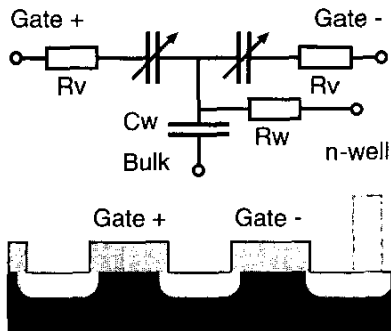 Gate + Gate -
Rv Rv
Cw Rw
Bulk n-well
Gate + Gate -